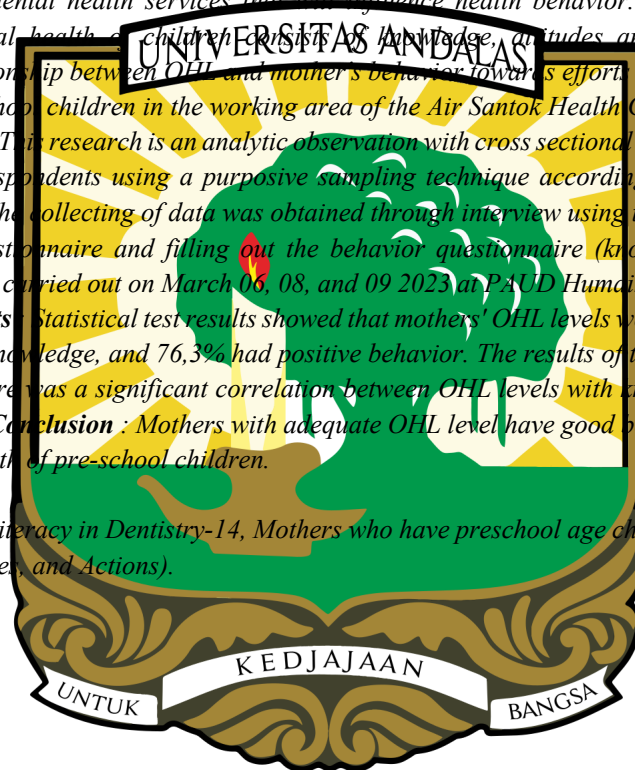 mental health services that will influence health behavior.
al health of children consists of knowledge, attitudes an
UNIVERSITAS ANDALAS
onship between OHL and mother's behavior towards efforts
hool children in the working area of the Air Santok Health C
This research is an analytic observation with cross sectional
spondents using a purposive sampling technique according
he collecting of data was obtained through interview using
stionnaire and filling out the behavior questionnaire (kno
carried out on March 06, 08, and 09 2023 at PAUD Humai
ts : Statistical test results showed that mothers' OHL levels w
nowledge, and 76,3% had positive behavior. The results of t
re was a significant correlation between OHL levels with k
Conclusion : Mothers with adequate OHL level have good b
th of pre-school children.
iteracy in Dentistry-14, Mothers who have preschool age ch
es, and Actions).
KEDJAJAAN
UNTUK BANGSA